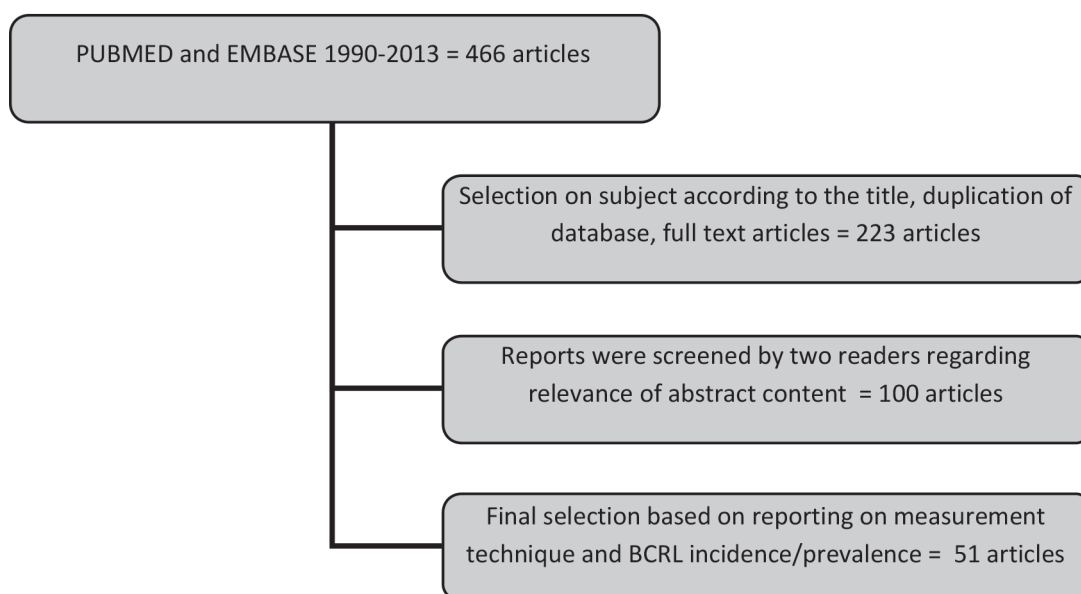 PUBMED and EMBASE 1990-2013 = 466 articles
Selection on subject according to the title, duplication of
database, full text articles = 223 articles
Reports were screened by two readers regarding
relevance of abstract content  = 100 articles
Final selection based on reporting on measurement
technique and BCRL incidence/prevalence =  51 articles